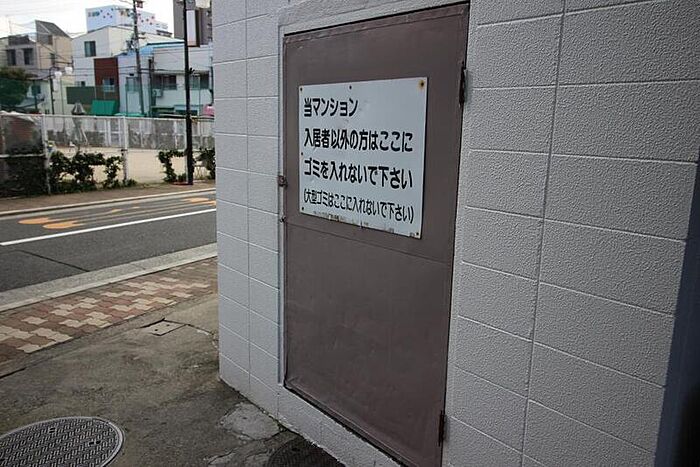 当マンション
入居者以外の方はここに
ゴミを入れないで下さい
(大型ゴミはここに入れないで下さい)